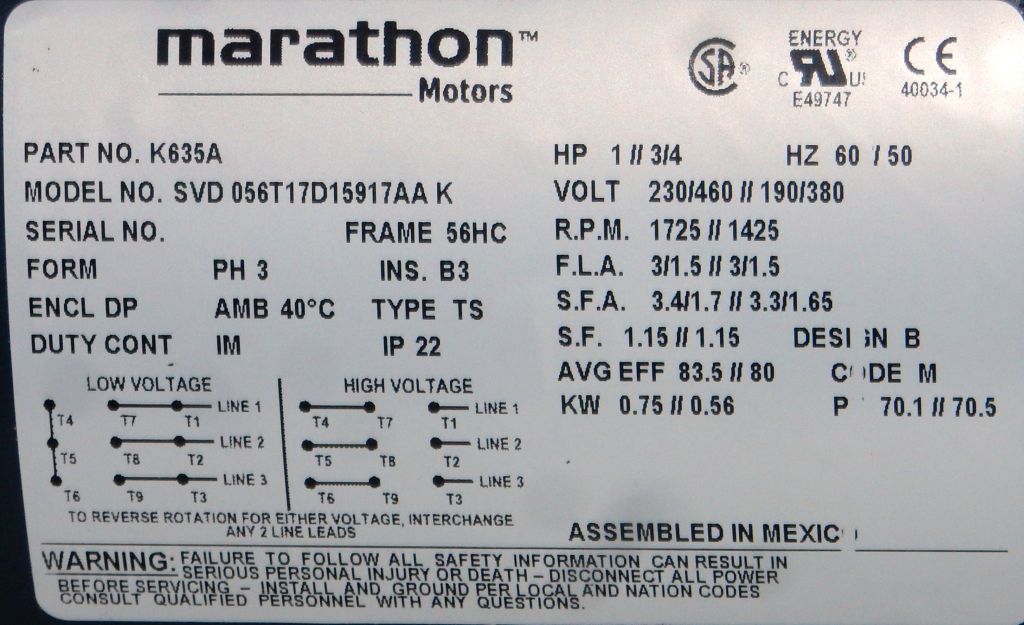 marathon™
Motors
SA ®
ENERGY
C RU ® US
E49747
CE
40034-1
PART NO. K635A
HP 1 // 3/4 HZ 60 / 50
MODEL NO. SVD 056T17D15917AA K
VOLT 230/460 // 190/380
SERIAL NO. FRAME 56HC
R.P.M. 1725 // 1425
FORM PH 3 INS. B3
F.L.A. 3/1.5 // 3/1.5
ENCL DP AMB 40°C TYPE TS
S.F.A. 3.4/1.7 // 3.3/1.65
DUTY CONT IM IP 22
S.F. 1.15 // 1.15 DESIGN B
AVG EFF 83.5 // 80 CODE M
KW 0.75 // 0.56 P 70.1 // 70.5
LOW VOLTAGE
T4 T7 T1 LINE 1
T5 T8 T2 LINE 2
T6 T9 T3 LINE 3
HIGH VOLTAGE
T4 T7 T1 LINE 1
T5 T8 T2 LINE 2
T6 T9 T3 LINE 3
TO REVERSE ROTATION FOR EITHER VOLTAGE, INTERCHANGE
ANY 2 LINE LEADS
ASSEMBLED IN MEXIC
WARNING: FAILURE TO FOLLOW ALL SAFETY INFORMATION CAN RESULT IN
SERIOUS PERSONAL INJURY OR DEATH – DISCONNECT ALL POWER
BEFORE SERVICING – INSTALL AND GROUND PER LOCAL AND NATION CODES
CONSULT QUALIFIED PERSONNEL WITH ANY QUESTIONS.